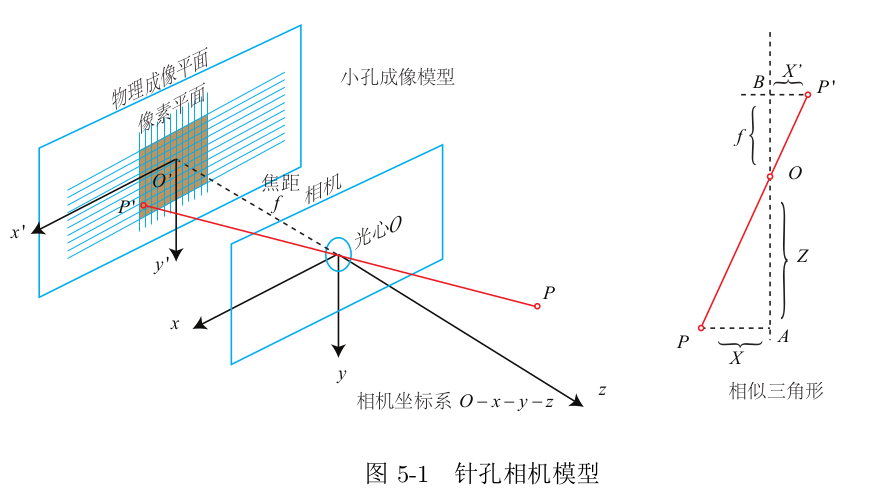 小孔成像模型
物理成像平面
像素平面
O'
P'
x'
y'
焦距
f
相机
光心O
P
x
y
z
相机坐标系 O－x－y－z
B
X'
P'
f
O
Z
P
X
A
相似三角形
图 5-1 针孔相机模型